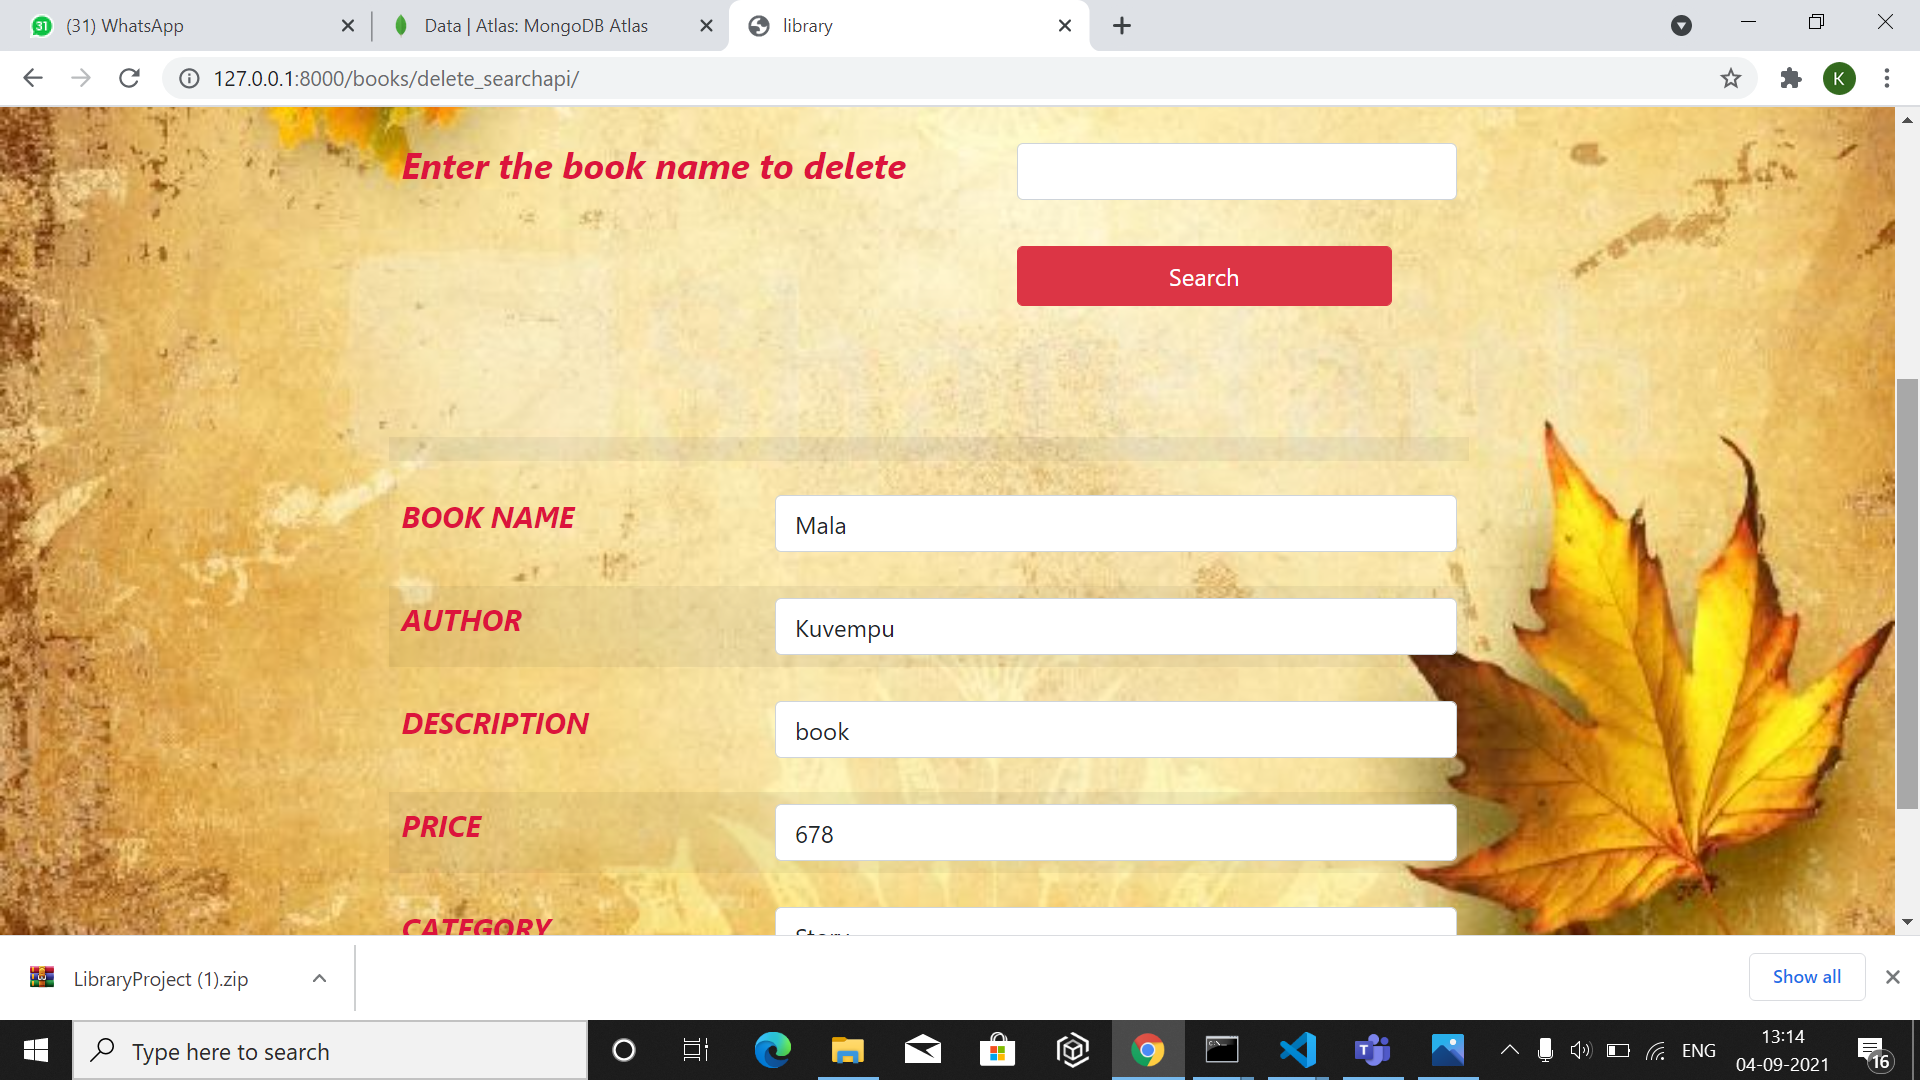 31 (31) WhatsApp
Data | Atlas: MongoDB Atlas
library
127.0.0.1:8000/books/delete_searchapi/
K
Enter the book name to delete
Search
BOOK NAME
Mala
AUTHOR
Kuvempu
DESCRIPTION
book
PRICE
678
CATEGORY
Story
LibraryProject (1).zip
Show all
Type here to search
ENG
13:14
04-09-2021
16